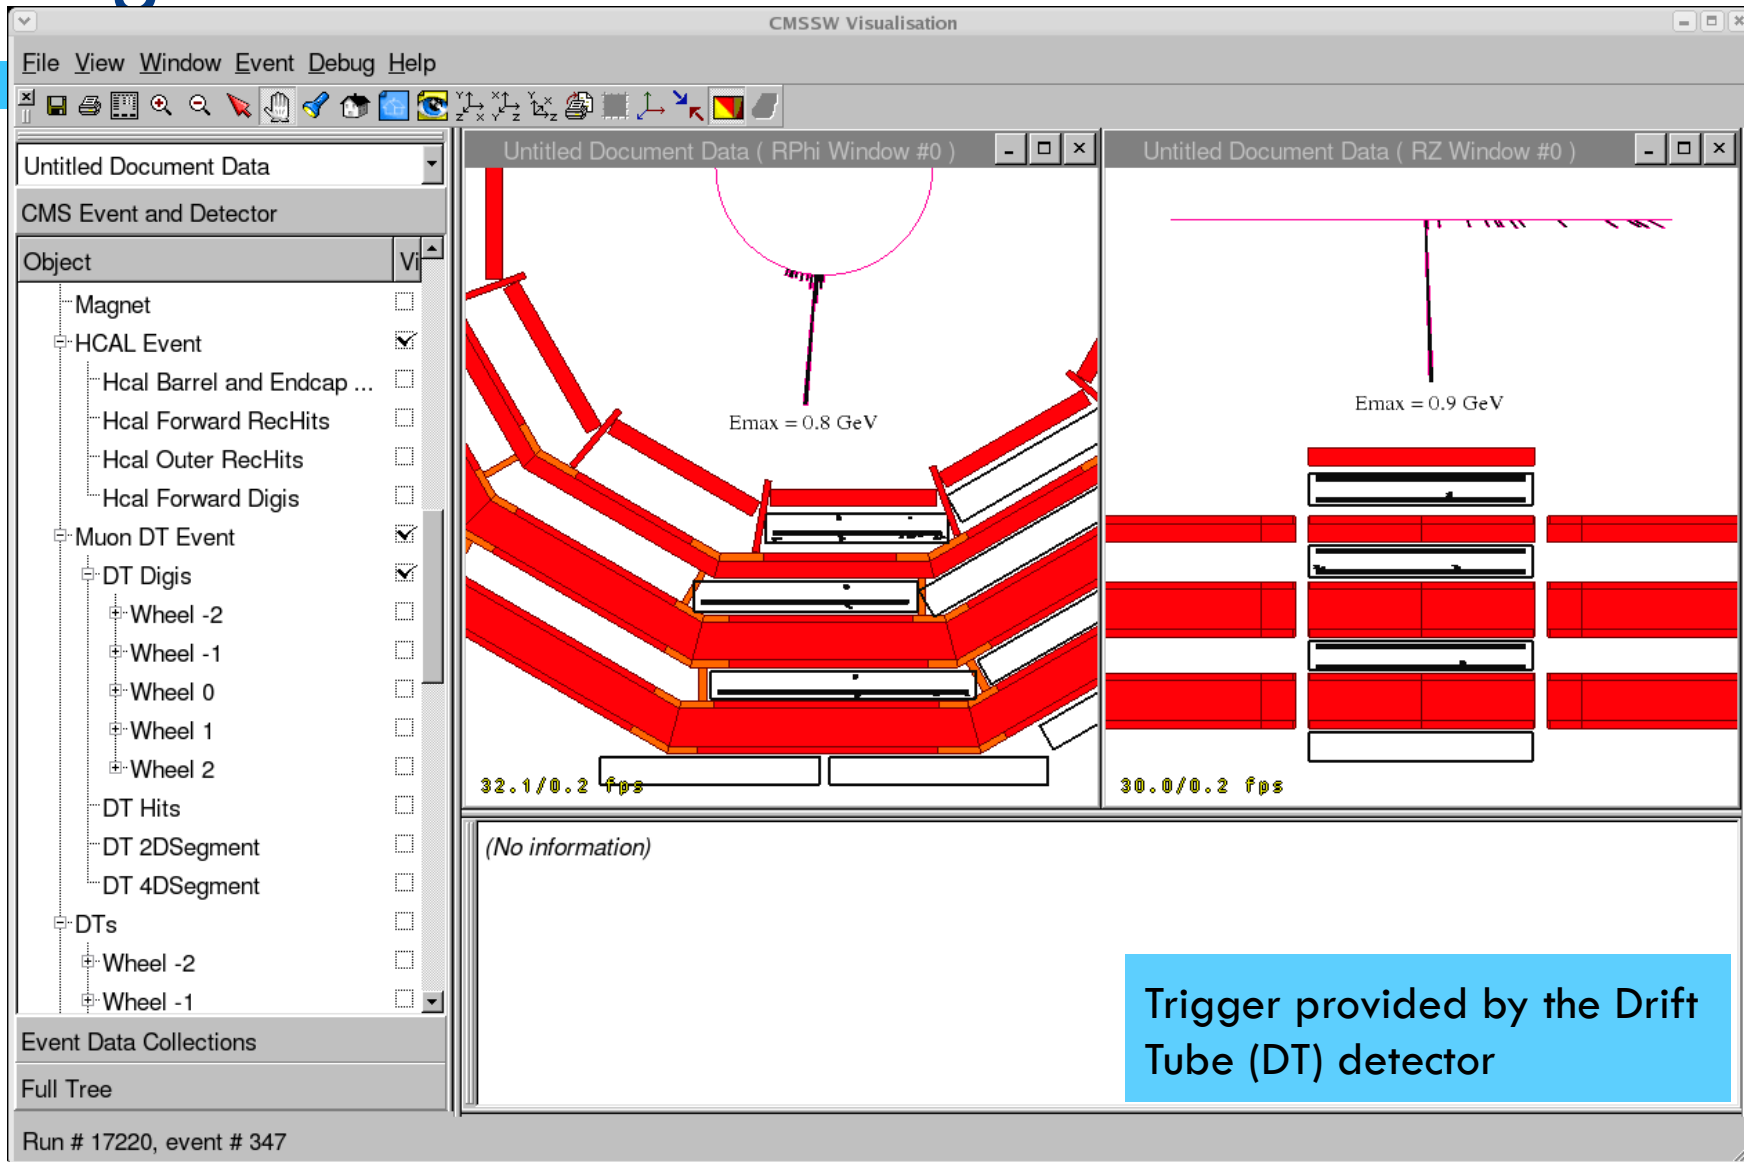 CMSSW Visualisation
File View Window Event Debug Help
Untitled Document Data
CMS Event and Detector
Object Vi
Magnet
HCAL Event
Hcal Barrel and Endcap ...
Hcal Forward RecHits
Hcal Outer RecHits
Hcal Forward Digis
Muon DT Event
DT Digis
Wheel -2
Wheel -1
Wheel 0
Wheel 1
Wheel 2
DT Hits
DT 2DSegment
DT 4DSegment
DTs
Wheel -2
Wheel -1
Event Data Collections
Full Tree
Run # 17220, event # 347
Untitled Document Data ( RPhi Window #0 )
Emax = 0.8 GeV
32.1/0.2 fps
Untitled Document Data ( RZ Window #0 )
Emax = 0.9 GeV
30.0/0.2 fps
(No information)
Trigger provided by the Drift
Tube (DT) detector